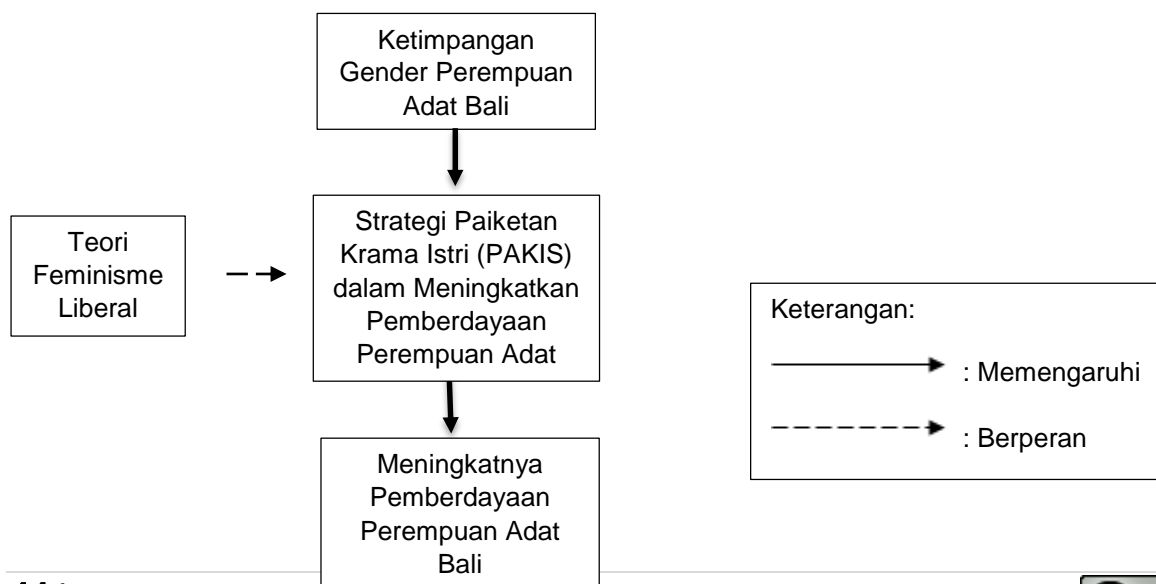 Ketimpangan
Gender Perempuan
Adat Bali
Teori
Feminisme
Liberal
Strategi Paiketan
Krama Istri (PAKIS)
dalam Meningkatkan
Pemberdayaan
Perempuan Adat
Keterangan:
: Memengaruhi
: Berperan
Meningkatnya
Pemberdayaan
Perempuan Adat
Bali